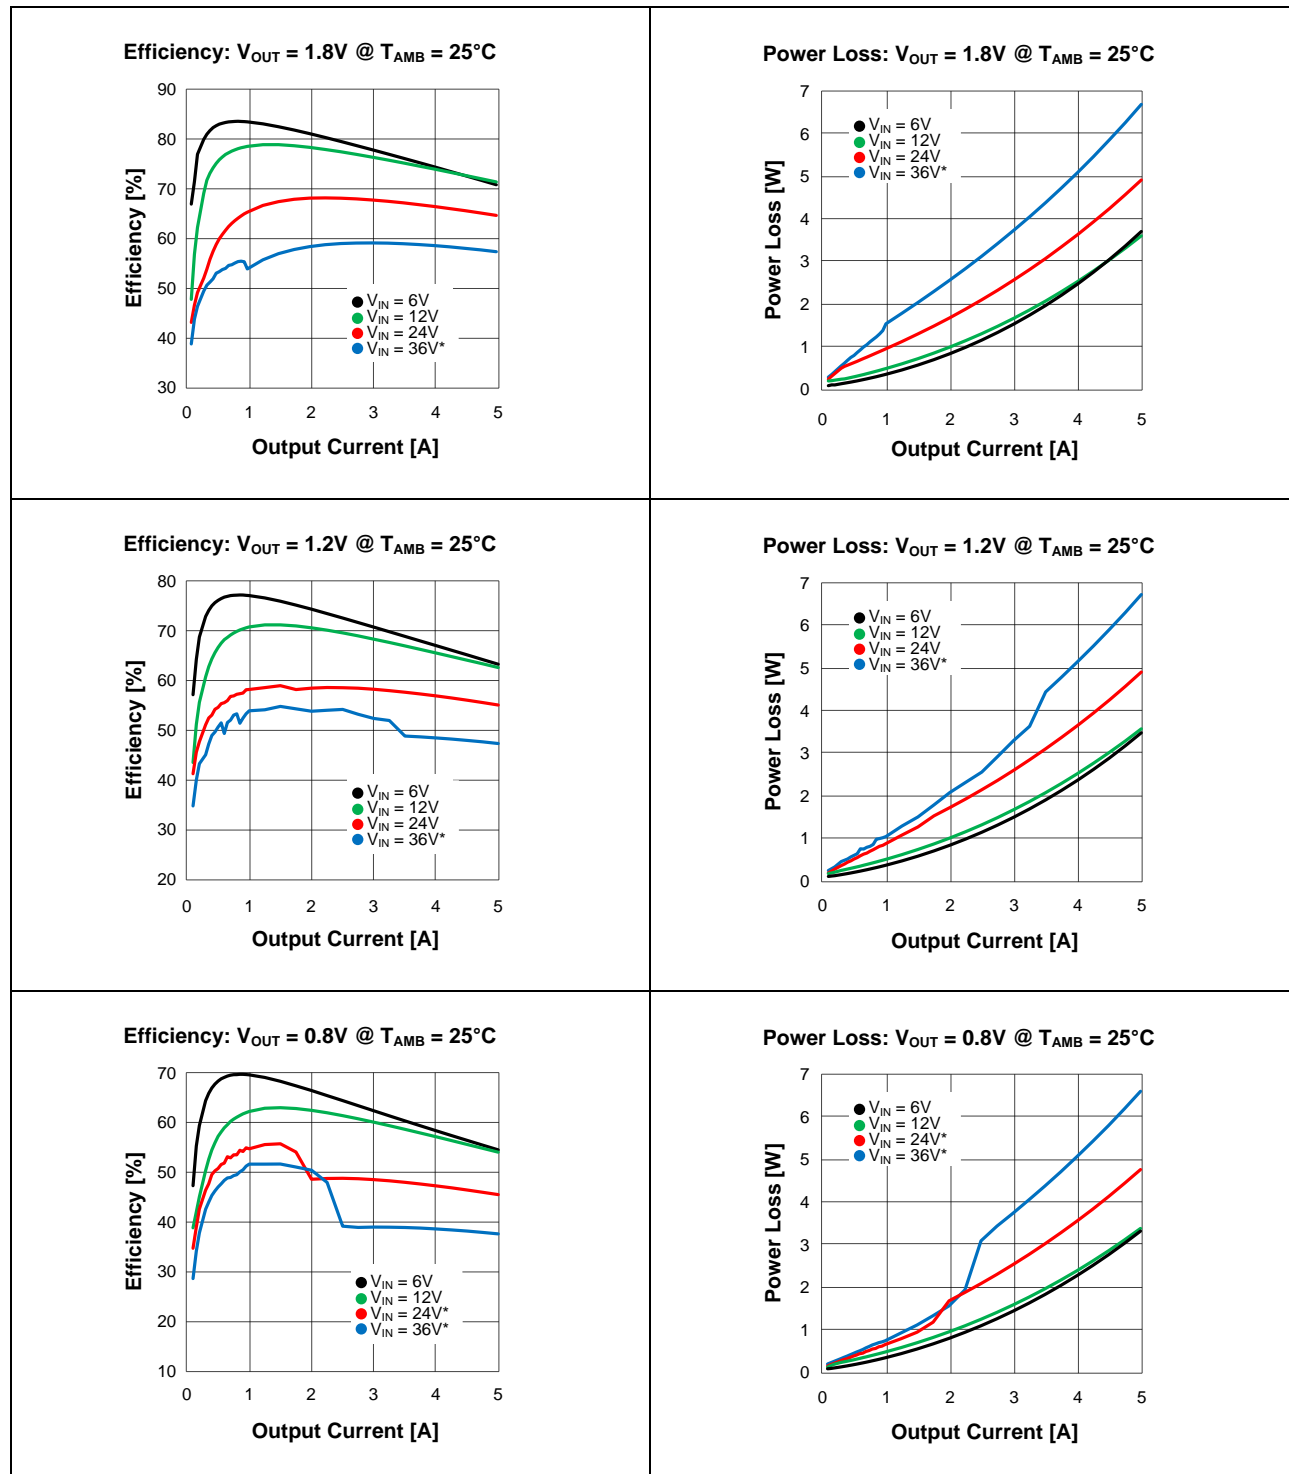 Efficiency: VOUT = 1.8V @ TAMB = 25°C
90
80
70
60
50
40
30
Efficiency [%]
VIN = 6V
VIN = 12V
VIN = 24V
VIN = 36V*
0 1 2 3 4 5
Output Current [A]
Power Loss: VOUT = 1.8V @ TAMB = 25°C
7
6
5
4
3
2
1
0
Power Loss [W]
VIN = 6V
VIN = 12V
VIN = 24V
VIN = 36V*
0 1 2 3 4 5
Output Current [A]
Efficiency: VOUT = 1.2V @ TAMB = 25°C
80
70
60
50
40
30
20
Efficiency [%]
VIN = 6V
VIN = 12V
VIN = 24V
VIN = 36V*
0 1 2 3 4 5
Output Current [A]
Power Loss: VOUT = 1.2V @ TAMB = 25°C
7
6
5
4
3
2
1
0
Power Loss [W]
VIN = 6V
VIN = 12V
VIN = 24V
VIN = 36V*
0 1 2 3 4 5
Output Current [A]
Efficiency: VOUT = 0.8V @ TAMB = 25°C
70
60
50
40
30
20
10
Efficiency [%]
VIN = 6V
VIN = 12V
VIN = 24V*
VIN = 36V*
0 1 2 3 4 5
Output Current [A]
Power Loss: VOUT = 0.8V @ TAMB = 25°C
7
6
5
4
3
2
1
0
Power Loss [W]
VIN = 6V
VIN = 12V
VIN = 24V*
VIN = 36V*
0 1 2 3 4 5
Output Current [A]